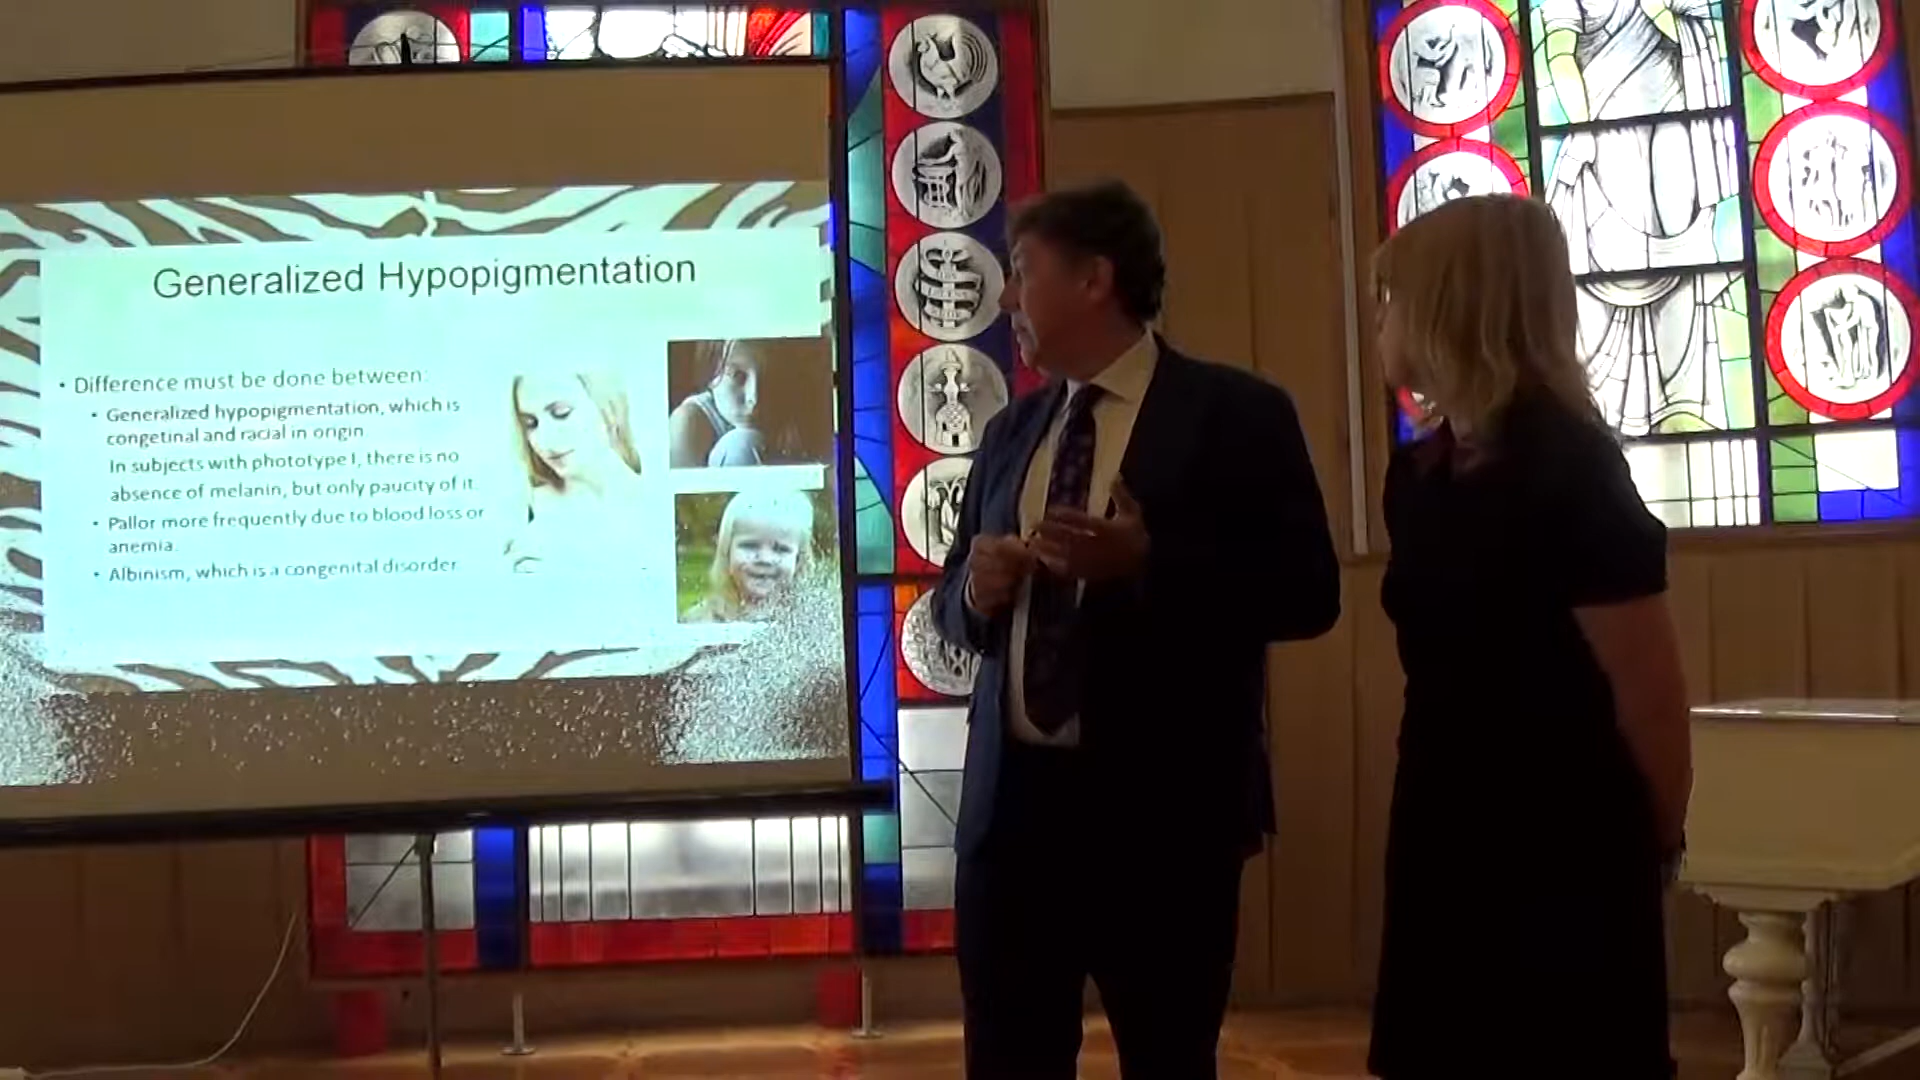 Generalized Hypopigmentation
• Difference must be done between:
• Generalized hypopigmentation, which is
congetinal and racial in origin
In subjects with phototype I, there is no
absence of melanin, but only paucity of it.
• Pallor more frequently due to blood loss or
anemia.
• Albinism, which is a congenital disorder